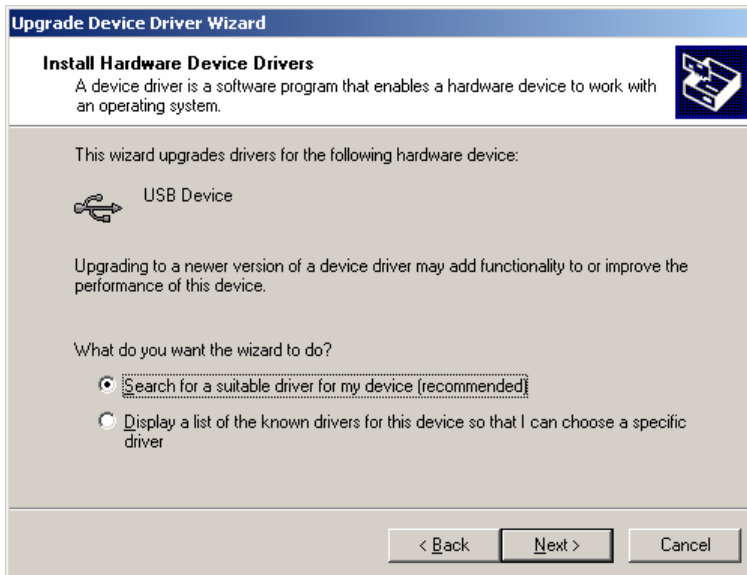 Upgrade Device Driver Wizard
Install Hardware Device Drivers
A device driver is a software program that enables a hardware device to work with
an operating system.
This wizard upgrades drivers for the following hardware device:
USB Device
Upgrading to a newer version of a device driver may add functionality to or improve the
performance of this device.
What do you want the wizard to do?
Search for a suitable driver for my device (recommended)
Display a list of the known drivers for this device so that I can choose a specific
driver
< Back
Next >
Cancel